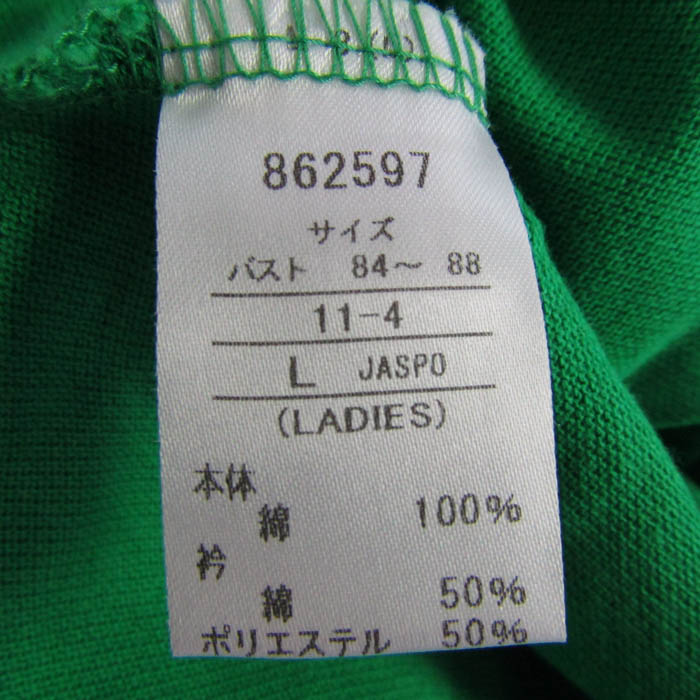 862597
サイズ
バスト 84～ 88
11-4
L JASPO
(LADIES)
本体
綿 100%
衿
綿 50%
ポリエステル 50%